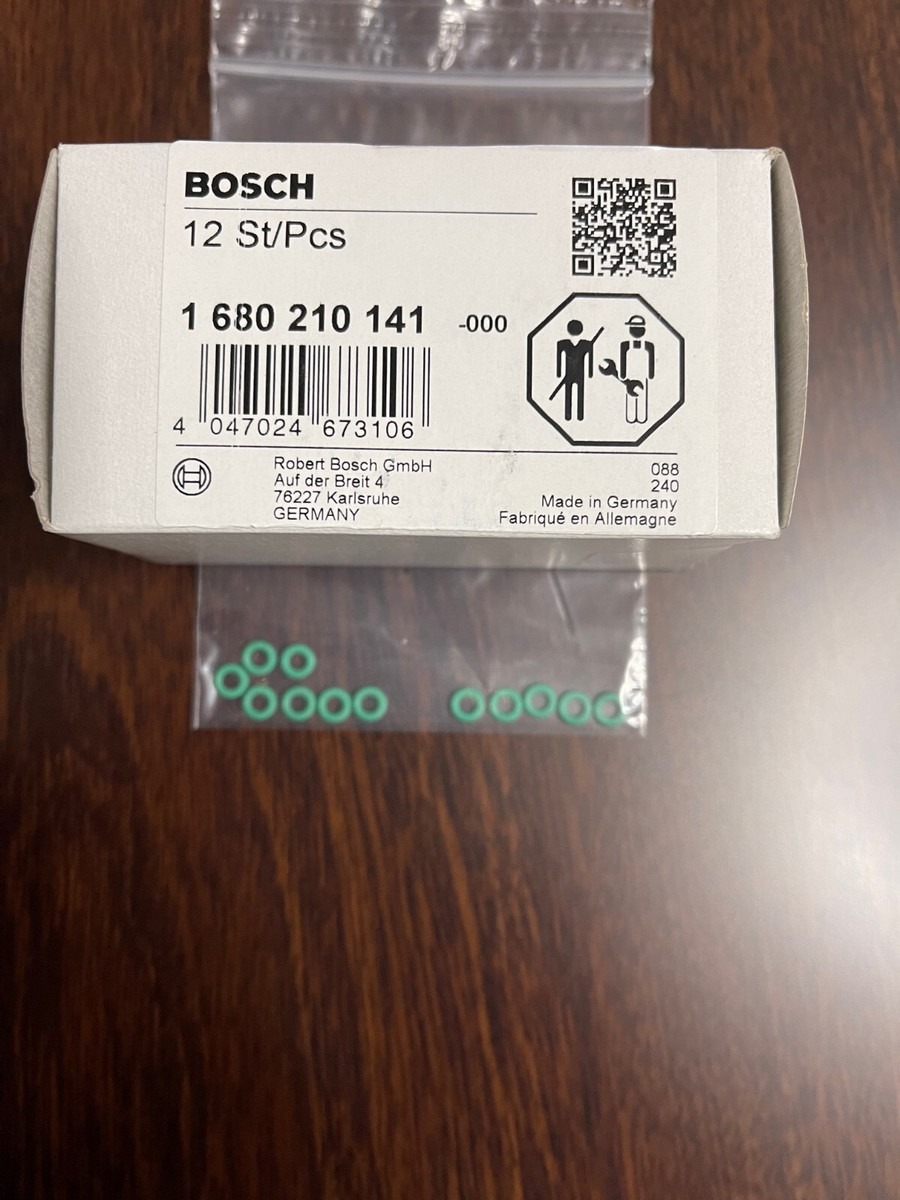 BOSCH
12 St/Pcs
1 680 210 141 -000
4 047024 673106
Robert Bosch GmbH
Auf der Breit 4
76227 Karlsruhe
GERMANY
088
240
Made in Germany
Fabriqué en Allemagne